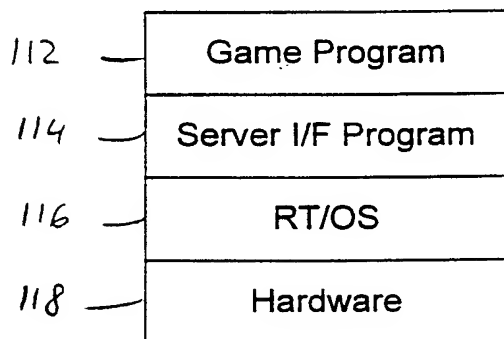 112 Game Program
114 Server I/F Program
116 RT/OS
118 Hardware